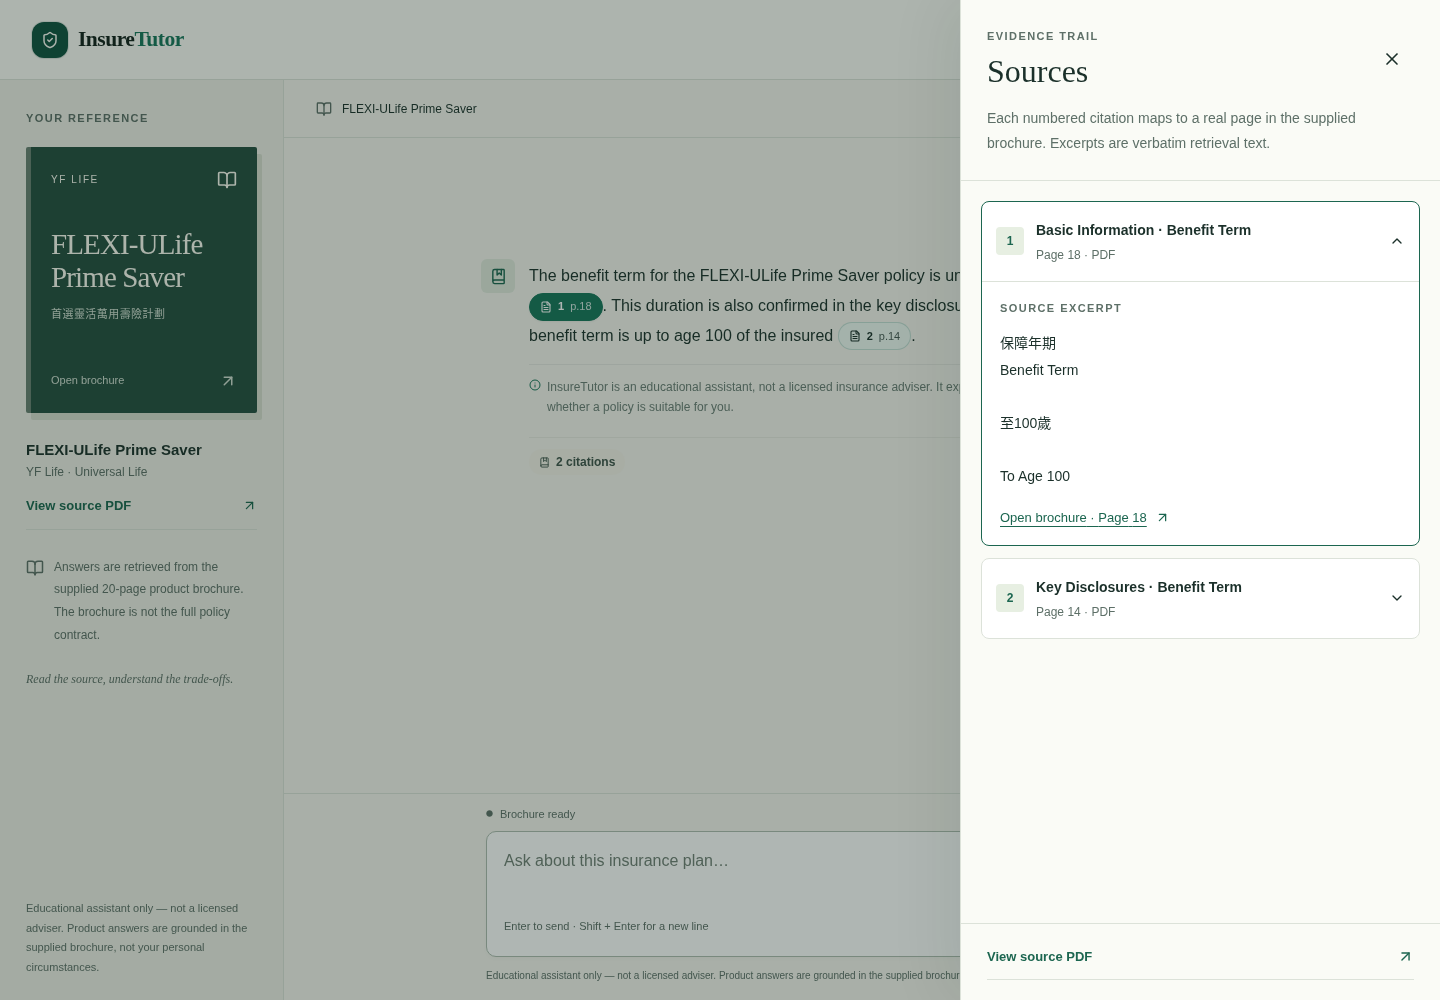 InsureTutor
YOUR REFERENCE
YF LIFE
FLEXI-ULife
Prime Saver
首選靈活萬用壽險計劃
Open brochure
FLEXI-ULife Prime Saver
YF Life · Universal Life
View source PDF
Answers are retrieved from the
supplied 20-page product brochure.
The brochure is not the full policy
contract.
Read the source, understand the trade-offs.
Educational assistant only — not a licensed
adviser. Product answers are grounded in the
supplied brochure, not your personal
circumstances.
FLEXI-ULife Prime Saver
The benefit term for the FLEXI-ULife Prime Saver policy is
1 p.18. This duration is also confirmed in the key
benefit term is up to age 100 of the insured 2 p.14.
InsureTutor is an educational assistant, not a licensed insurance adviser. It
whether a policy is suitable for you.
2 citations
Brochure ready
Ask about this insurance plan…
Enter to send · Shift + Enter for a new line
Educational assistant only — not a licensed adviser. Product answers are grounded in the supplied
EVIDENCE TRAIL
Sources
Each numbered citation maps to a real page in the supplied
brochure. Excerpts are verbatim retrieval text.
1
Basic Information · Benefit Term
Page 18 · PDF
SOURCE EXCERPT
保障年期
Benefit Term
至100歲
To Age 100
Open brochure · Page 18
2
Key Disclosures · Benefit Term
Page 14 · PDF
View source PDF